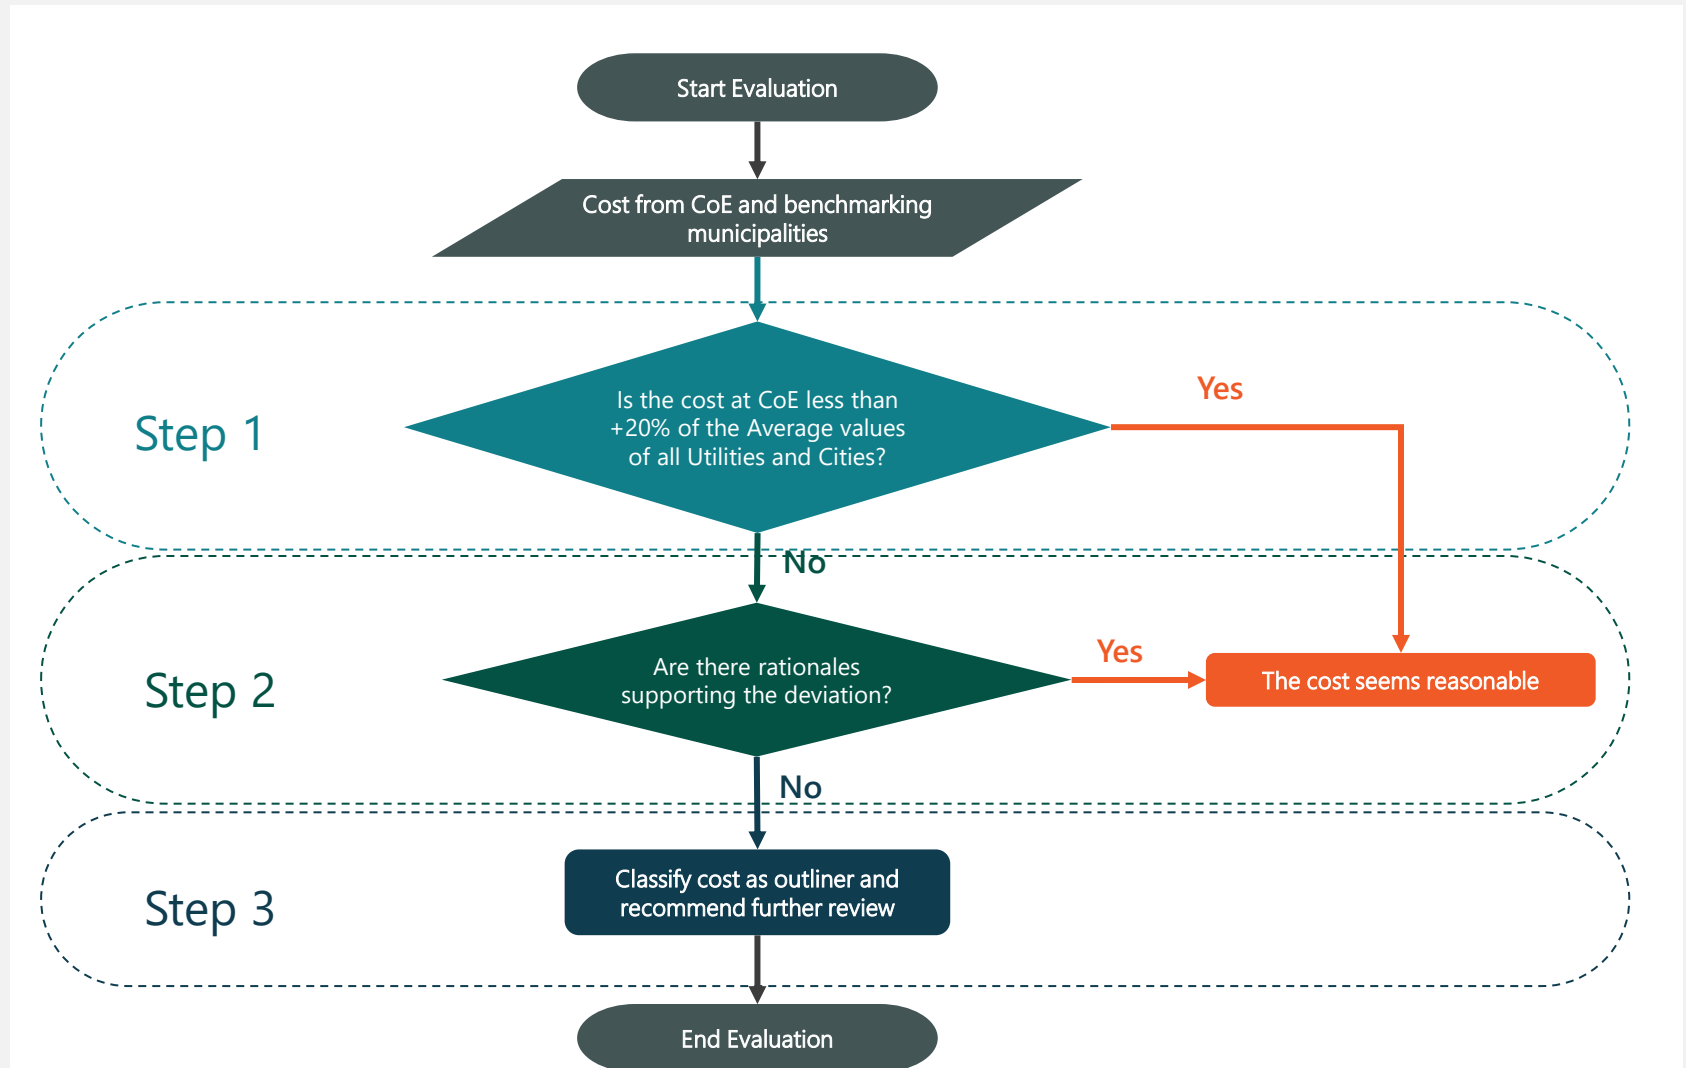 Start Evaluation
Cost from CoE and benchmarking
municipalities
Step 1
Is the cost at CoE less than
+20% of the Average values
of all Utilities and Cities?
Yes
No
Step 2
Are there rationales
supporting the deviation?
Yes
The cost seems reasonable
No
Step 3
Classify cost as outliner and
recommend further review
End Evaluation